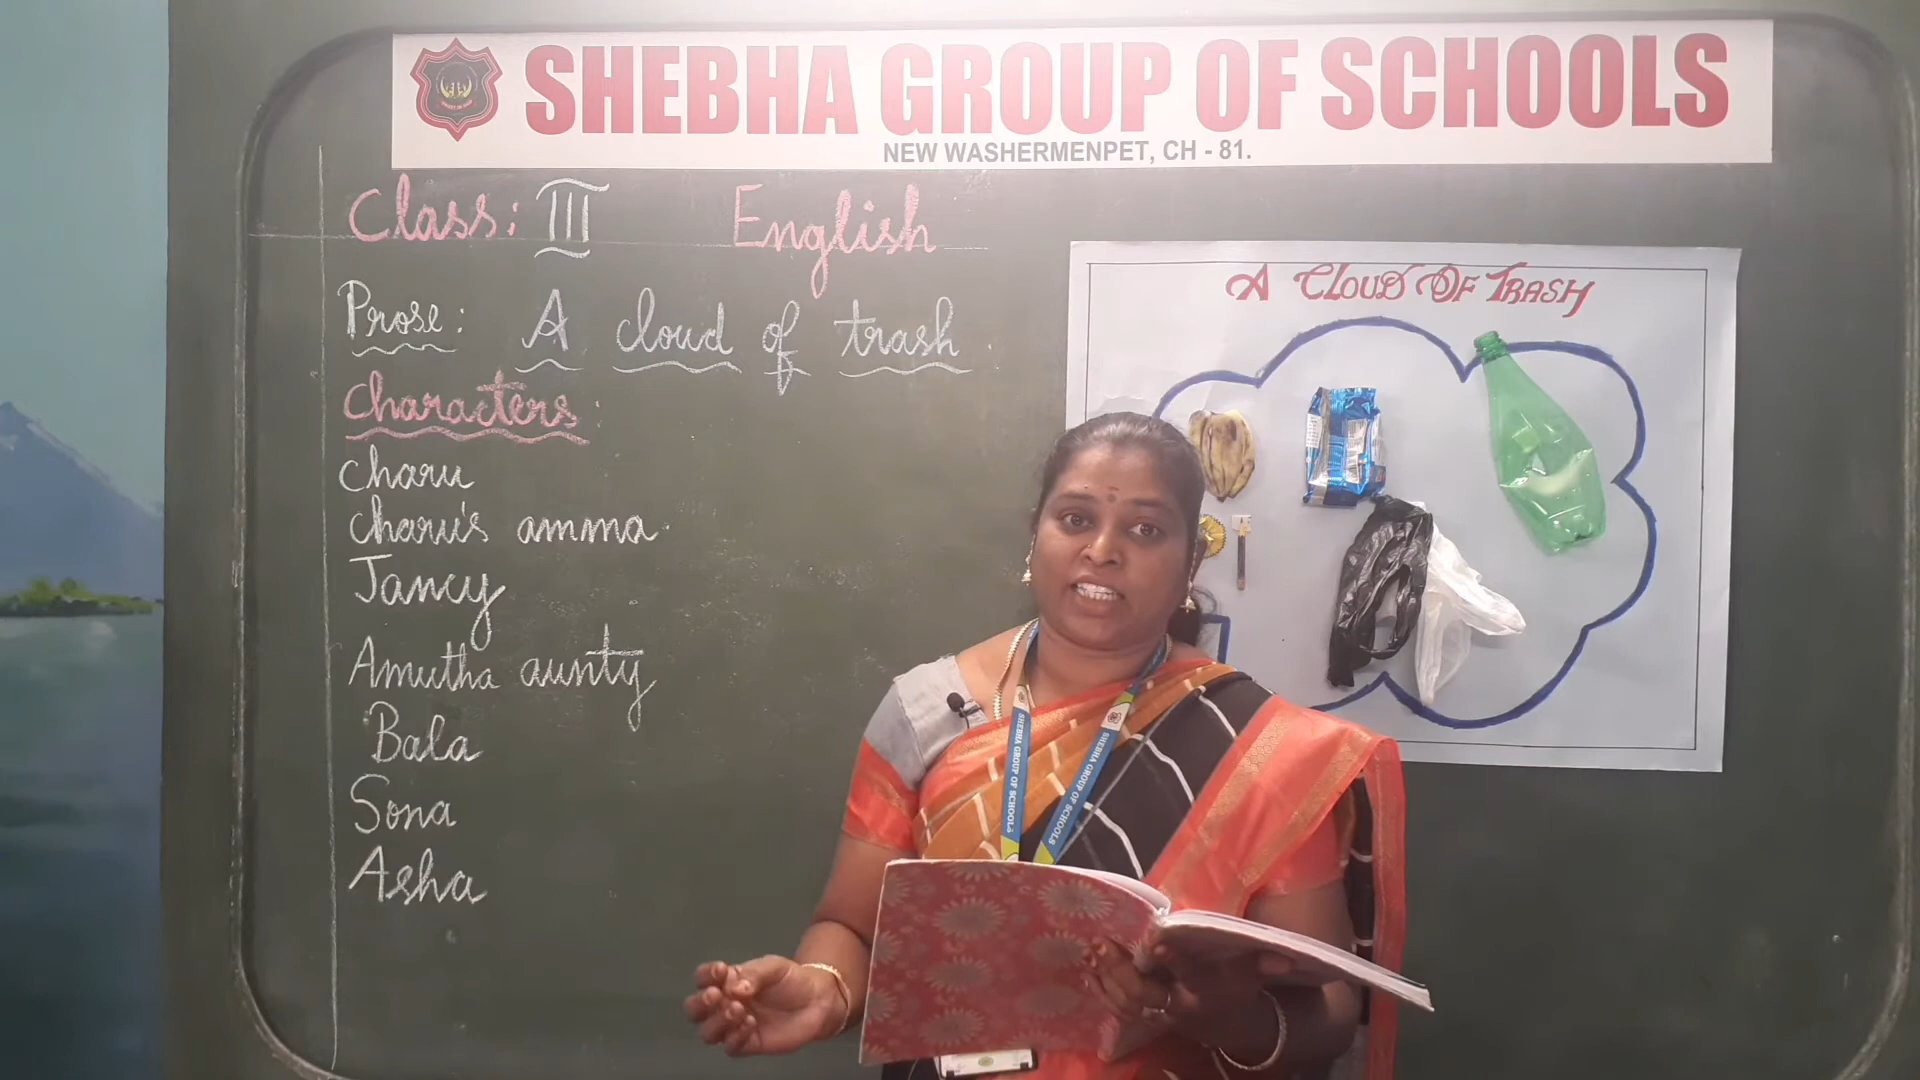 SHEBHA GROUP OF SCHOOLS
NEW WASHERMENPET, CH - 81.
Class: III English
Prose: A cloud of trash
Characters:
Charu
Charu's amma
Jancy
Amutha aunty
Bala
Sona
Asha
A CLOUD OF TRASH
SHEBHA GROUP OF SCHOOLS
SHEBHA GROUP OF SCHOOLS